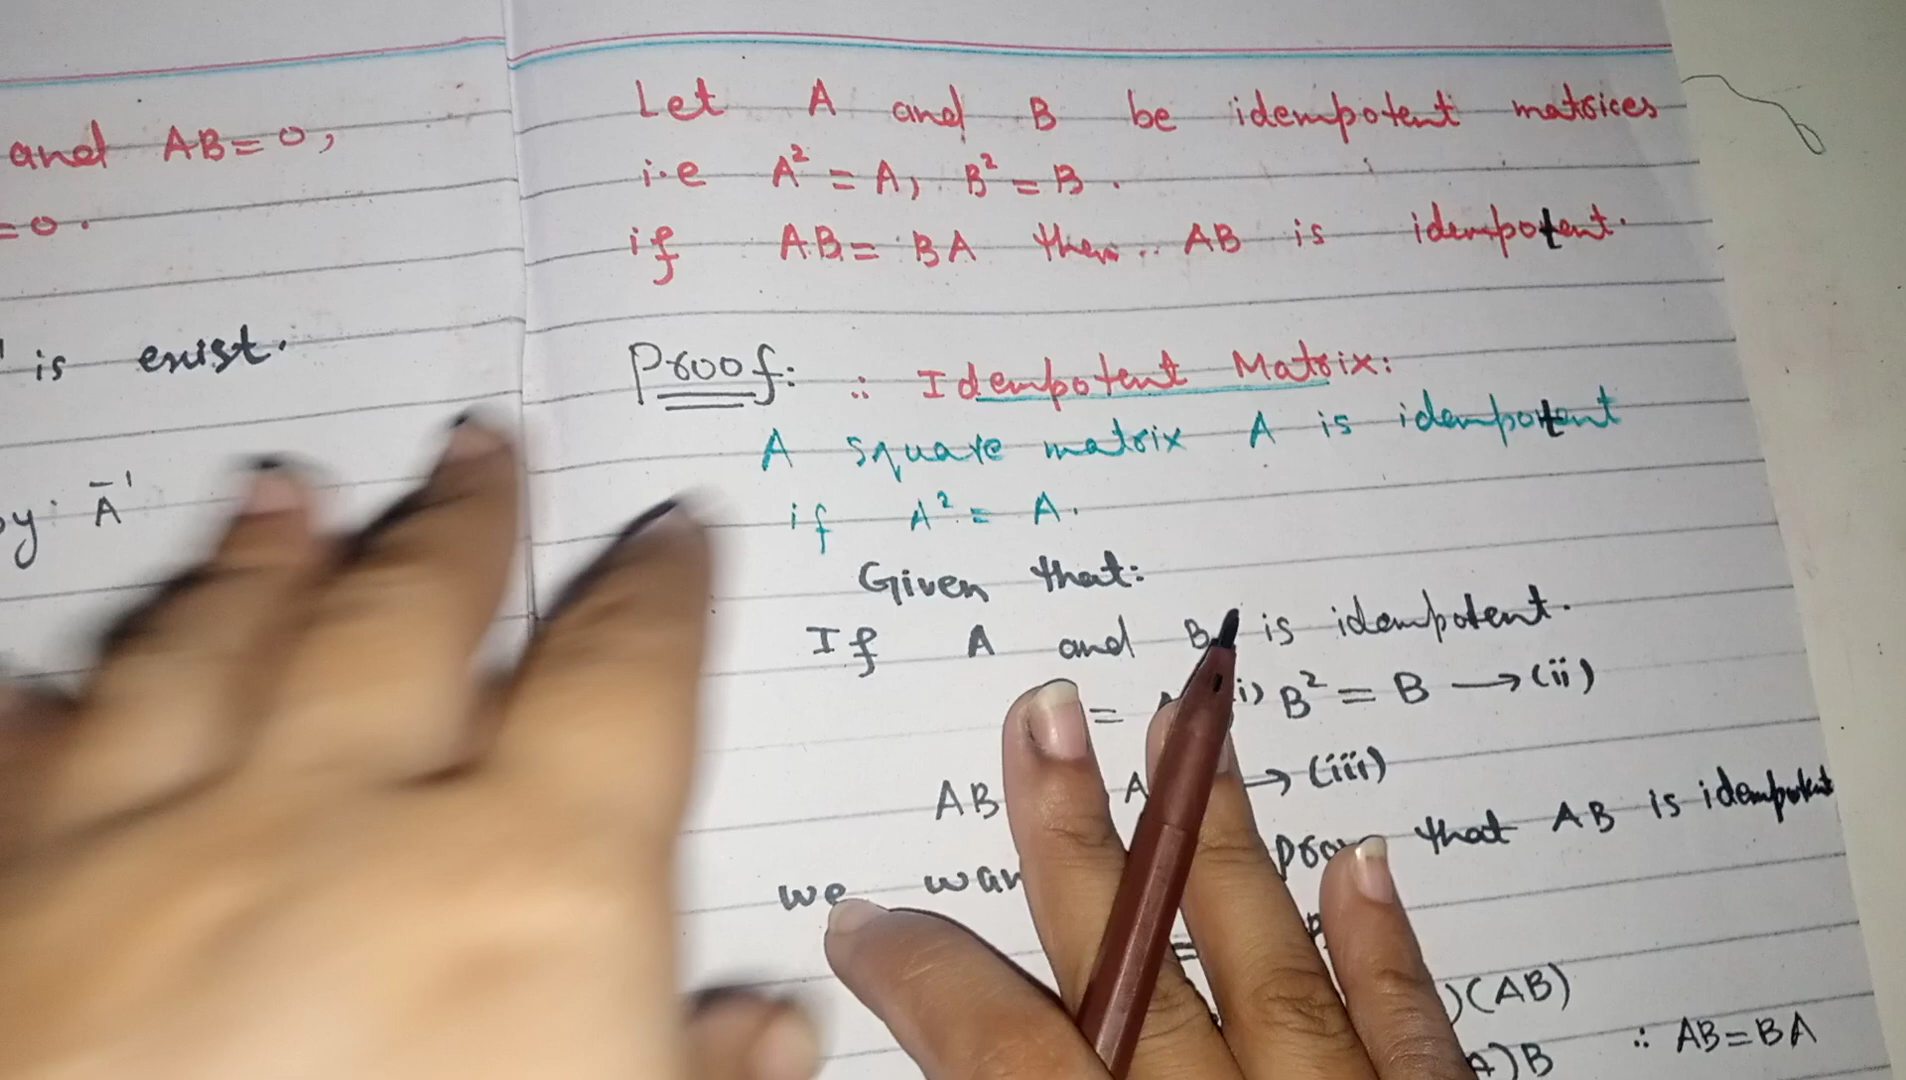 and AB=0,
=0.
is exist.
by A⁻¹
Let A and B be idempotent matrices
i.e A² = A, B² = B.
if AB = BA then AB is idempotent.
Proof: ∴ Idempotent Matrix:
A square matrix A is idempotent
if A² = A.
Given that:
If A and B is idempotent.
= i) B² = B → (ii)
AB A → (iii)
we that AB is idempotent
=
)(AB)
A)B ∴ AB=BA